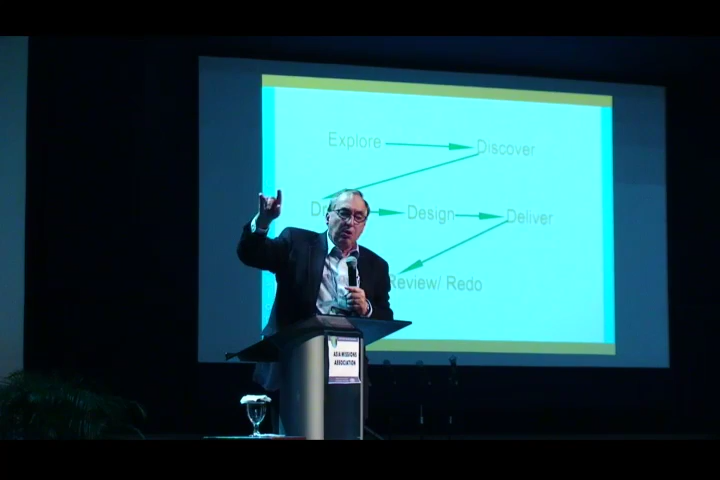 Explore Discover
Design Deliver
Review/ Redo
ASIA MISSIONS
ASSOCIATION